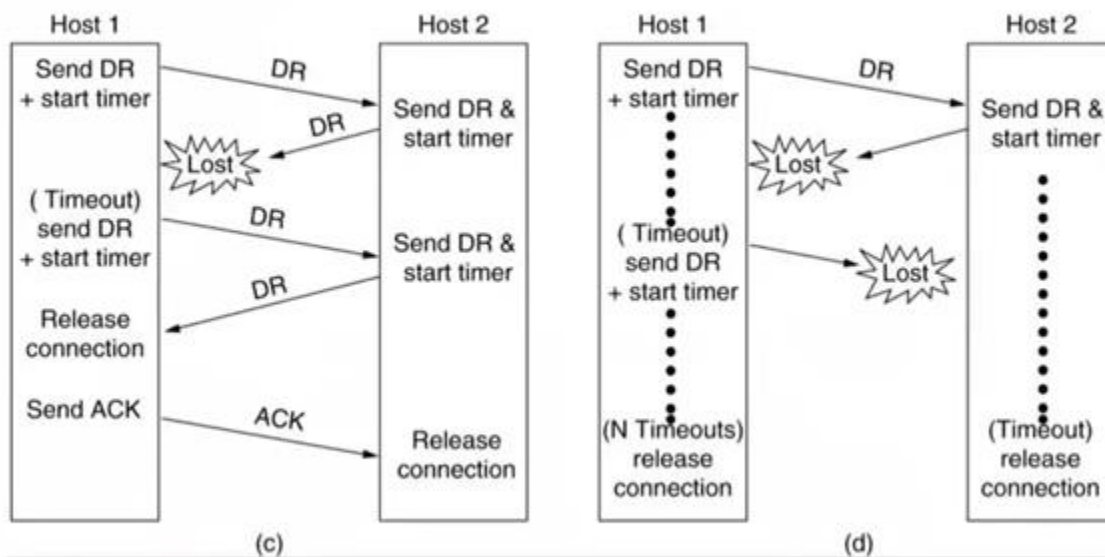 Host 1
Host 2
Send DR
+ start timer
DR
Send DR &
start timer
DR
Lost
( Timeout)
send DR
+ start timer
DR
Send DR &
start timer
DR
Release
connection
Send ACK
ACK
Release
connection
(c)
Host 1
Host 2
Send DR
+ start timer
DR
Send DR &
start timer
Lost
( Timeout)
send DR
+ start timer
Lost
(N Timeouts)
release
connection
(Timeout)
release
connection
(d)